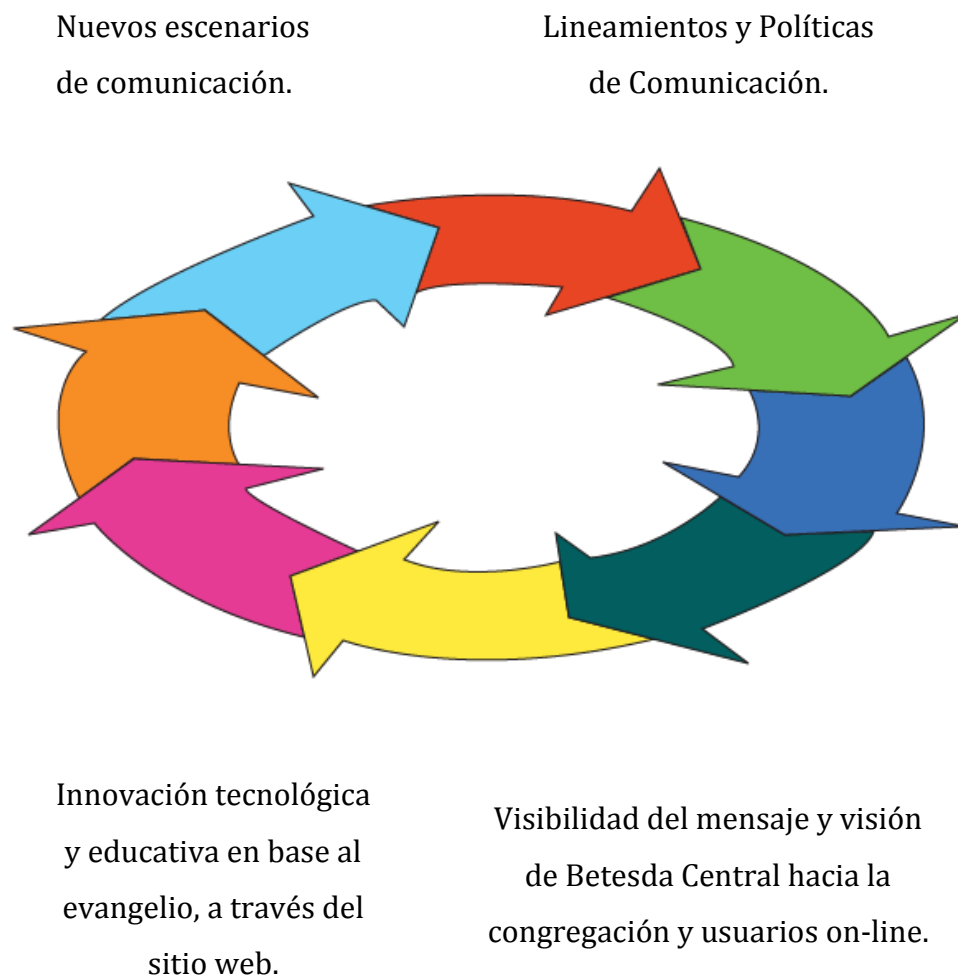 Nuevos escenarios
de comunicación.
Lineamientos y Políticas
de Comunicación.
Innovación tecnológica
y educativa en base al
evangelio, a través del
sitio web.
Visibilidad del mensaje y visión
de Betesda Central hacia la
congregación y usuarios on-line.